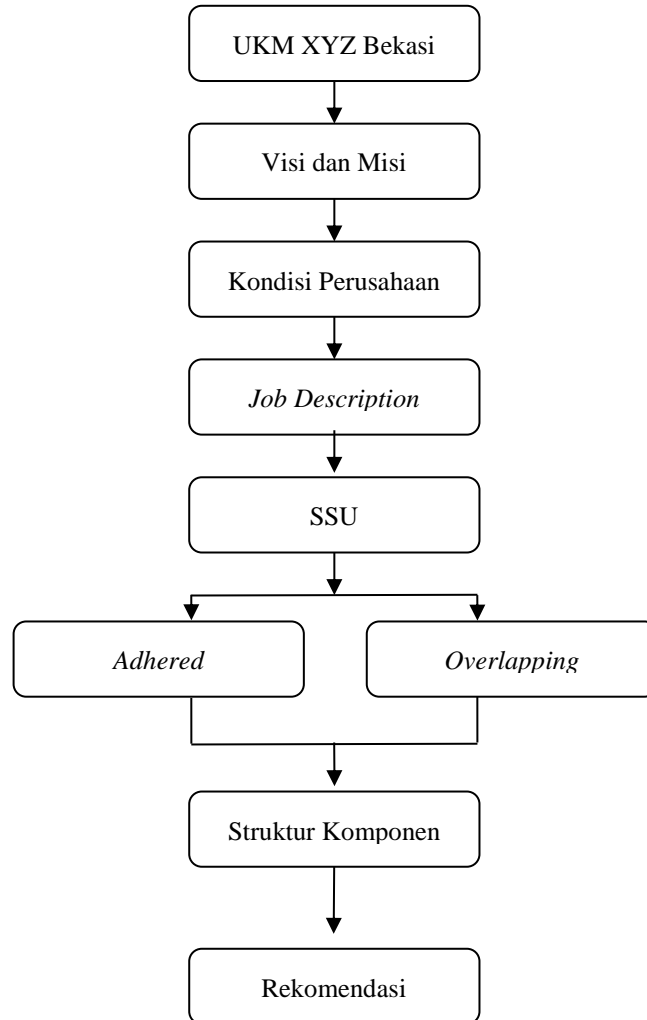 UKM XYZ Bekasi
Visi dan Misi
Kondisi Perusahaan
Job Description
SSU
Adhered
Overlapping
Struktur Komponen
Rekomendasi